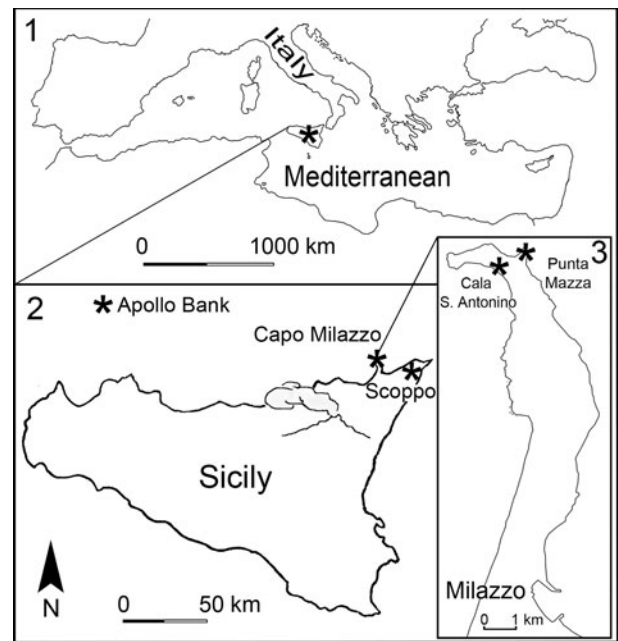 1
Italy
Mediterranean
0 1000 km
2
* Apollo Bank
Capo Milazzo
Scoppo
Sicily
N
0 50 km
3
Punta
Mazza
Cala
S. Antonino
Milazzo
0 1 km